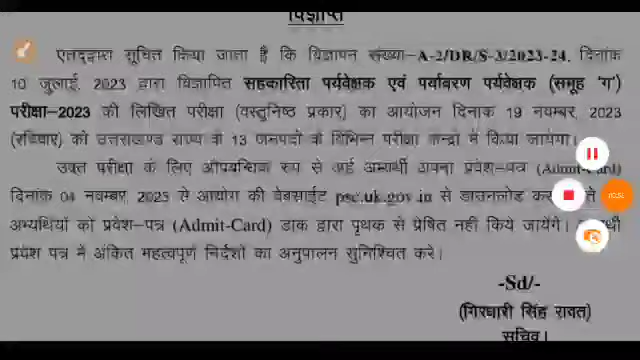 विज्ञप्ति
एतद्द्वारा सूचित किया जाता है कि विज्ञापन संख्या–A-2/DR/S-3/2023-24, दिनांक
10 जुलाई, 2023 द्वारा विज्ञापित सहकारिता पर्यवेक्षक एवं पर्यावरण पर्यवेक्षक (समूह 'ग')
परीक्षा–2023 की लिखित परीक्षा (वस्तुनिष्ठ प्रकार) का आयोजन दिनांक 19 नवम्बर, 2023
(रविवार) को उत्तराखण्ड राज्य के 13 जनपदों के विभिन्न परीक्षा केन्द्रों में किया जायेगा।
उक्त परीक्षा के लिए औपबन्धिक रूप से अर्ह अभ्यर्थी अपना प्रवेश–पत्र (Admit-Card)
दिनांक 04 नवम्बर, 2023 से आयोग की वेबसाईट psc.uk.gov.in से डाउनलोड कर
अभ्यर्थियों को प्रवेश–पत्र (Admit-Card) डाक द्वारा पृथक से प्रेषित नहीं किये जायेंगे।
प्रवेश पत्र में अंकित महत्वपूर्ण निर्देशों का अनुपालन सुनिश्चित करें।
-Sd/-
(गिरधारी सिंह रावत)
सचिव।